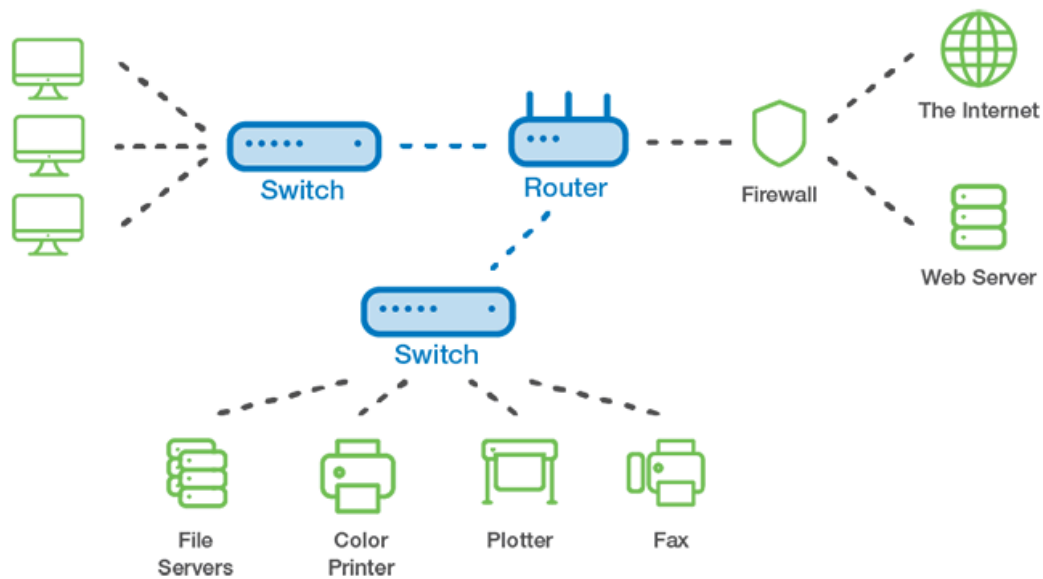 The Internet
Switch
Router
Firewall
Web Server
Switch
File
Servers
Color
Printer
Plotter
Fax